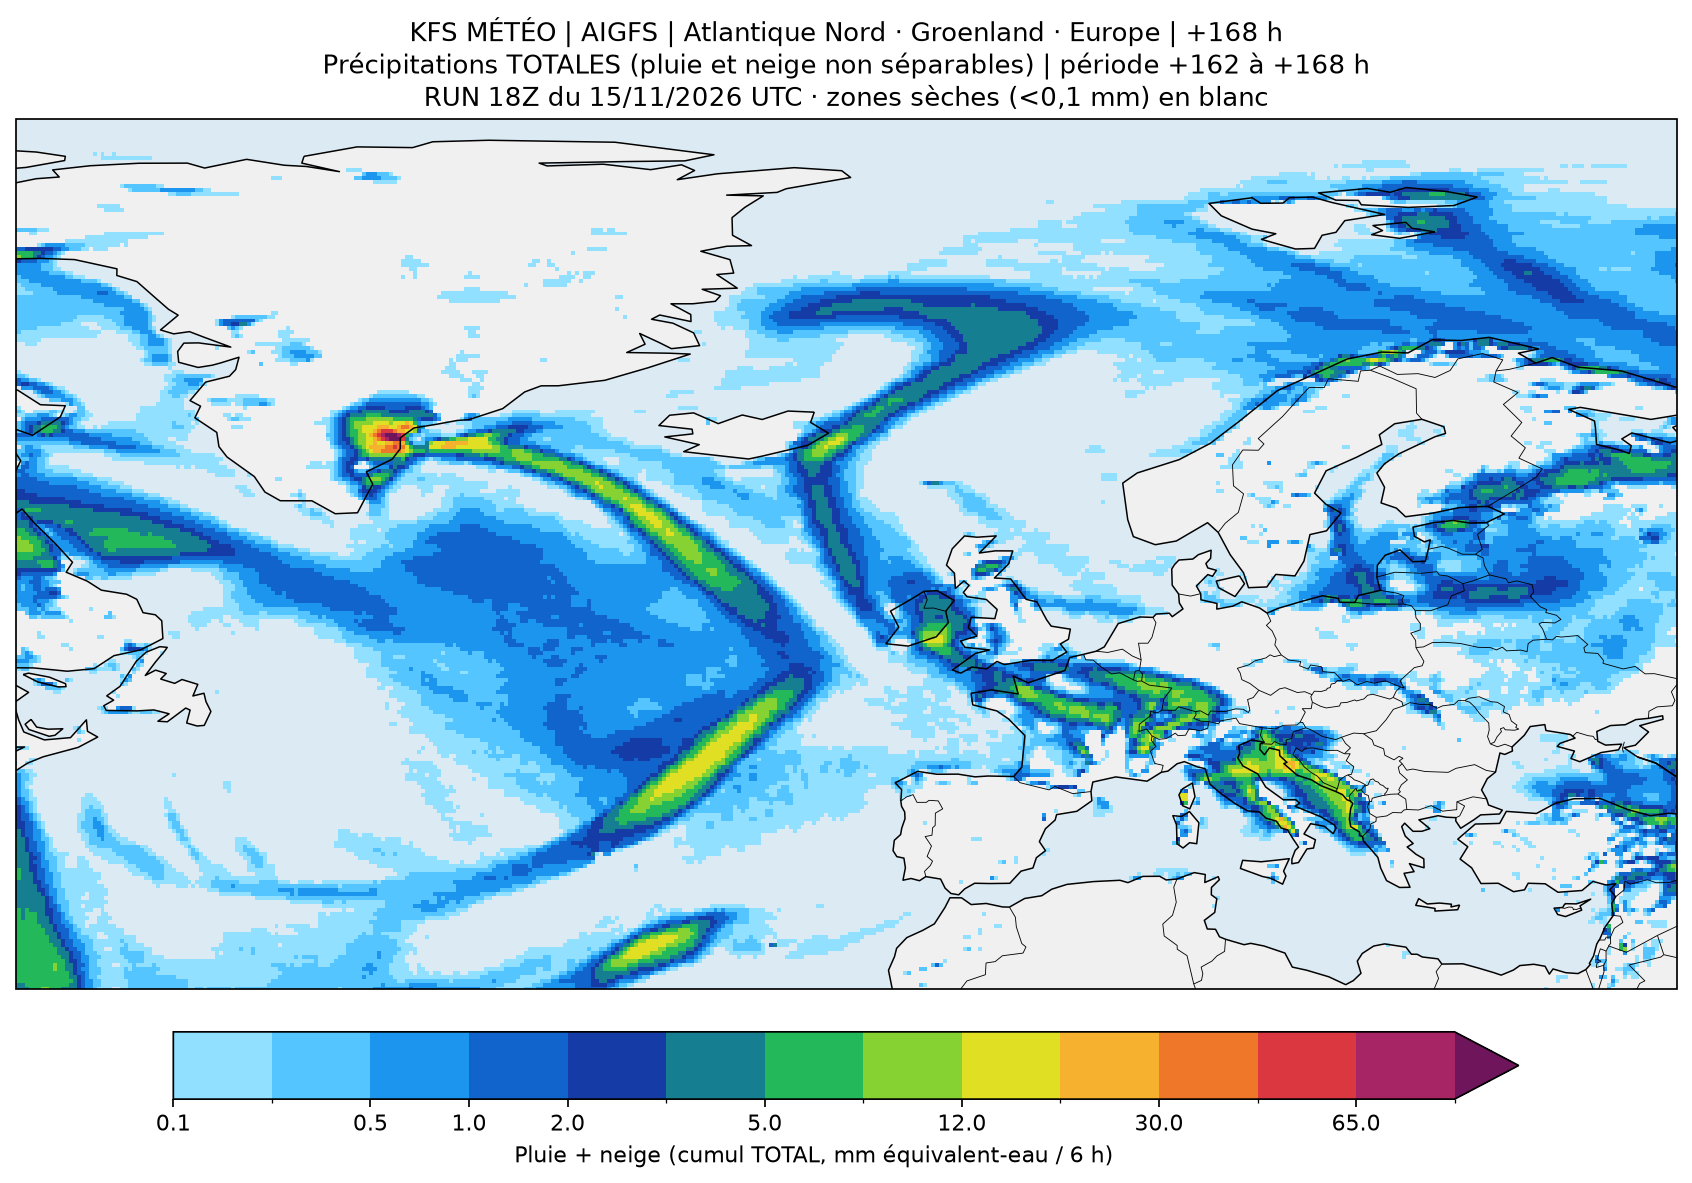 KFS MÉTÉO | AIGFS | Atlantique Nord · Groenland · Europe | +168 h
Précipitations TOTALES (pluie et neige non séparables) | période +162 à +168 h
RUN 18Z du 15/11/2026 UTC · zones sèches (<0,1 mm) en blanc
0.1 0.5 1.0 2.0 5.0 12.0 30.0 65.0
Pluie + neige (cumul TOTAL, mm équivalent-eau / 6 h)